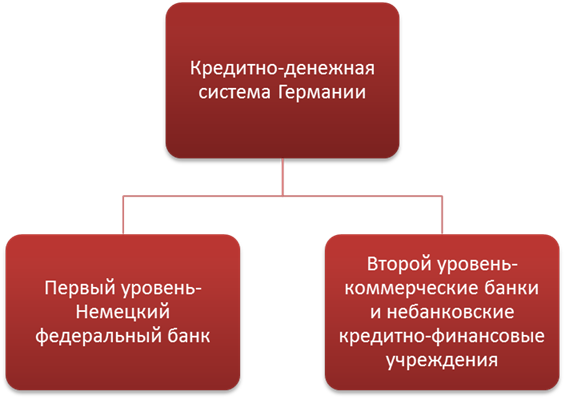 Кредитно-денежная
система Германии
Первый уровень-
Немецкий
федеральный банк
Второй уровень-
коммерческие банки
и небанковские
кредитно-финансовые
учреждения